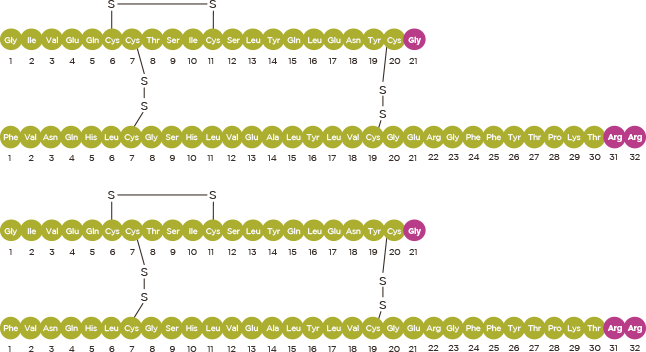 S S
Gly Ile Val Glu Gln Cys Cys Thr Ser Ile Cys Ser Leu Tyr Gln Leu Glu Asn Tyr Cys Gly
1 2 3 4 5 6 7 8 9 10 11 12 13 14 15 16 17 18 19 20 21
S
S
S
S
Phe Val Asn Gln His Leu Cys Gly Ser His Leu Val Glu Ala Leu Tyr Leu Val Cys Gly Glu Arg Gly Phe Phe Tyr Thr Pro Lys Thr Arg Arg
1 2 3 4 5 6 7 8 9 10 11 12 13 14 15 16 17 18 19 20 21 22 23 24 25 26 27 28 29 30 31 32
S S
Gly Ile Val Glu Gln Cys Cys Thr Ser Ile Cys Ser Leu Tyr Gln Leu Glu Asn Tyr Cys Gly
1 2 3 4 5 6 7 8 9 10 11 12 13 14 15 16 17 18 19 20 21
S
S
S
S
Phe Val Asn Gln His Leu Cys Gly Ser His Leu Val Glu Ala Leu Tyr Leu Val Cys Gly Glu Arg Gly Phe Phe Tyr Thr Pro Lys Thr Arg Arg
1 2 3 4 5 6 7 8 9 10 11 12 13 14 15 16 17 18 19 20 21 22 23 24 25 26 27 28 29 30 31 32